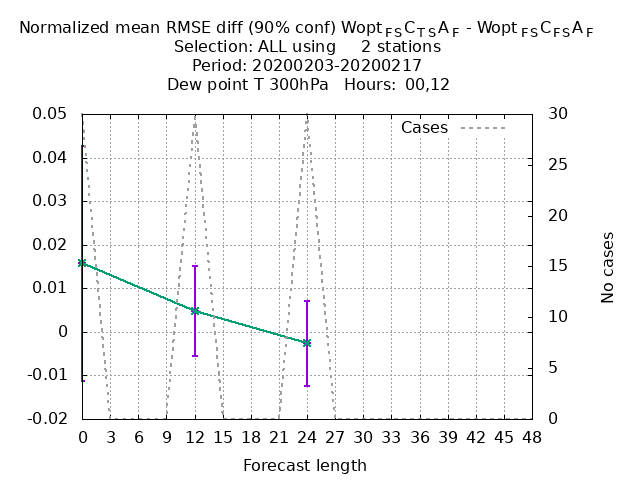 Normalized mean RMSE diff (90% conf) Wopt FS C T S A F - Wopt FS C FS A F
Selection: ALL using 2 stations
Period: 20200203-20200217
Dew point T 300hPa Hours: 00,12
Cases
0.05
0.04
0.03
0.02
0.01
0
-0.01
-0.02
30
25
20
15
10
5
0
No cases
0 3 6 9 12 15 18 21 24 27 30 33 36 39 42 45 48
Forecast length